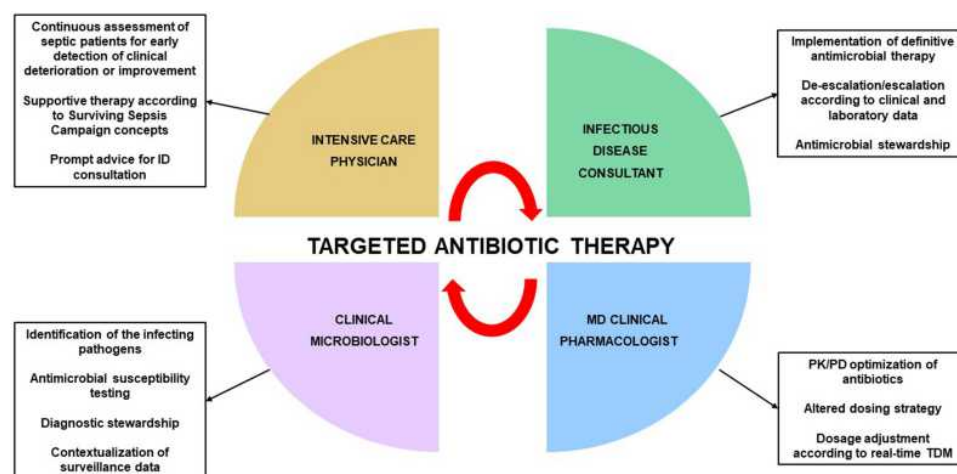 Continuous assessment of
septic patients for early
detection of clinical
deterioration or improvement
Supportive therapy according
to Surviving Sepsis
Campaign concepts
Prompt advice for ID
consultation
INTENSIVE CARE
PHYSICIAN
INFECTIOUS
DISEASE
CONSULTANT
Implementation of definitive
antimicrobial therapy
De-escalation/escalation
according to clinical and
laboratory data
Antimicrobial stewardship
TARGETED ANTIBIOTIC THERAPY
Identification of the infecting
pathogens
Antimicrobial susceptibility
testing
Diagnostic stewardship
Contextualization of
surveillance data
CLINICAL
MICROBIOLOGIST
MD CLINICAL
PHARMACOLOGIST
PK/PD optimization of
antibiotics
Altered dosing strategy
Dosage adjustment
according to real-time TDM